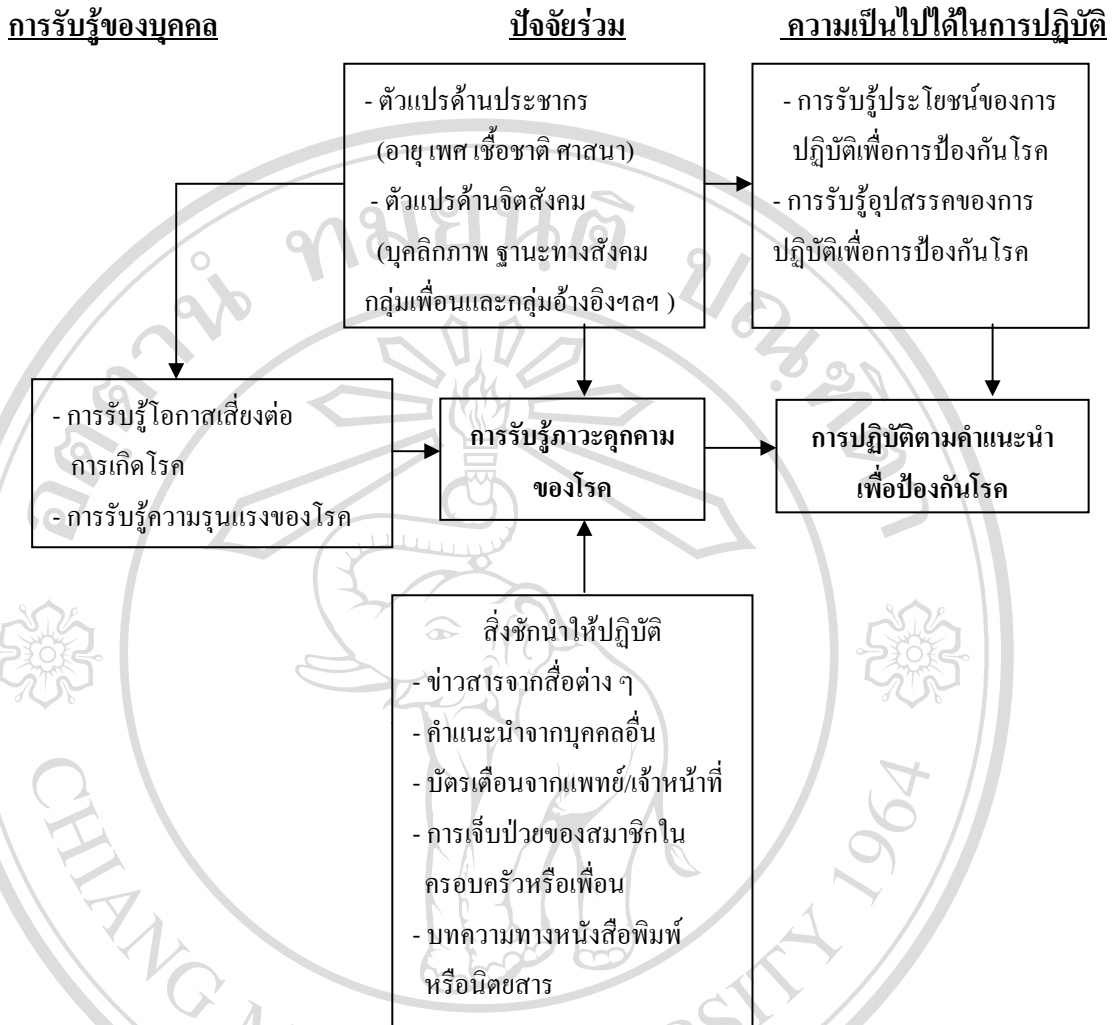 การรับรู้ของบุคคล
ปัจจัยร่วม
ความเป็นไปได้ในการปฏิบัติ
- ตัวแปรด้านประชากร
(อายุ เพศ เชื้อชาติ ศาสนา)
- ตัวแปรด้านจิตสังคม
(บุคลิกภาพ ฐานะทางสังคม
กลุ่มเพื่อนและกลุ่มอ้างอิงฯลฯ )
- การรับรู้ประโยชน์ของการ
ปฏิบัติเพื่อการป้องกันโรค
- การรับรู้อุปสรรคของการ
ปฏิบัติเพื่อการป้องกันโรค
- การรับรู้โอกาสเสี่ยงต่อ
การเกิดโรค
- การรับรู้ความรุนแรงของโรค
การรับรู้ภาวะคุกคาม
ของโรค
การปฏิบัติตามคำแนะนำ
เพื่อป้องกันโรค
สิ่งชักนำให้ปฏิบัติ
- ข่าวสารจากสื่อต่าง ๆ
- คำแนะนำจากบุคคลอื่น
- บัตรเตือนจากแพทย์/เจ้าหน้าที่
- การเจ็บป่วยของสมาชิกใน
ครอบครัวหรือเพื่อน
- บทความทางหนังสือพิมพ์
หรือนิตยสาร
CHIANG
1964